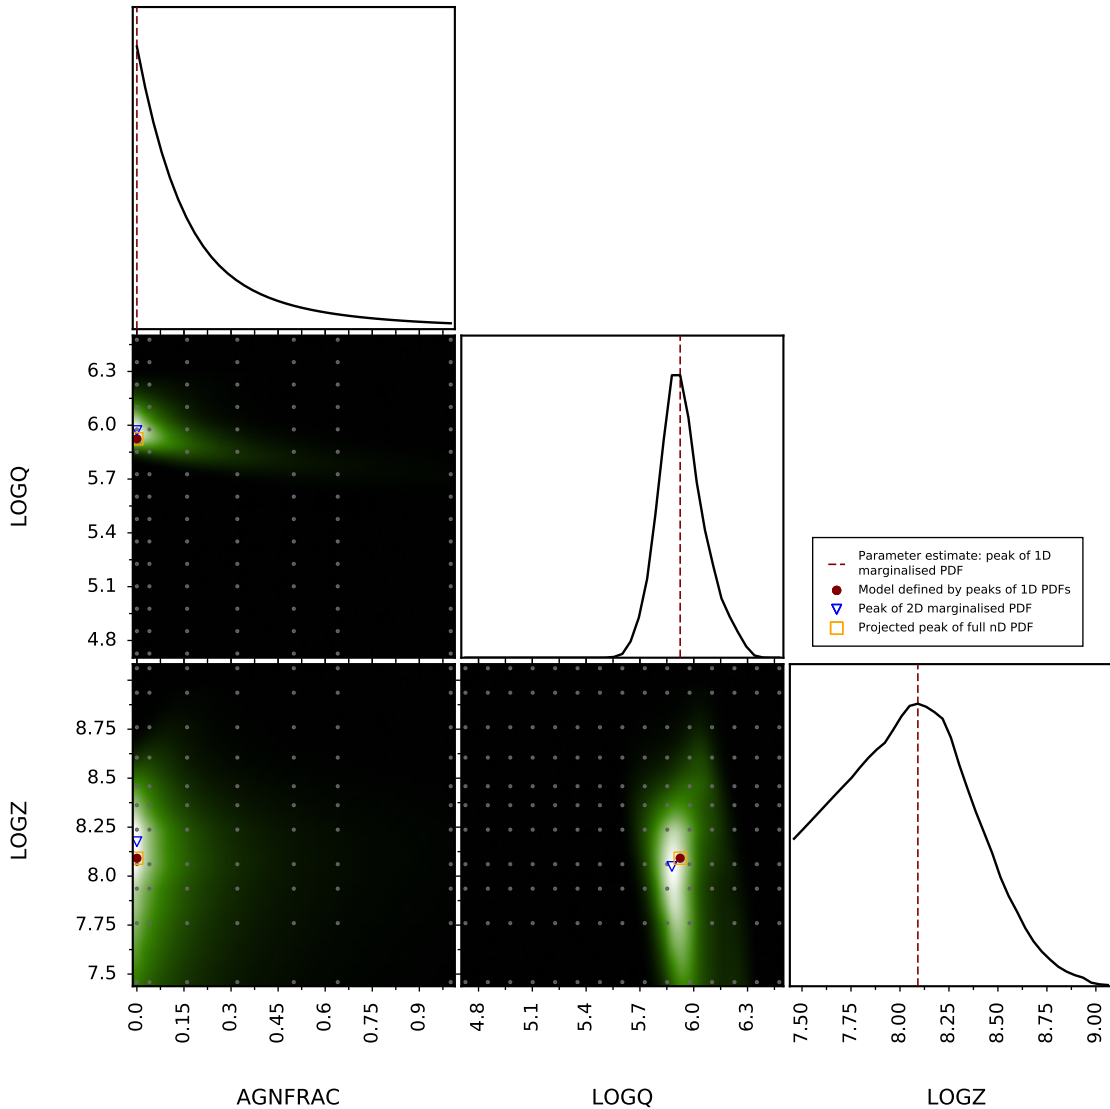 6.3
6.0
5.7
5.4
5.1
4.8
LOGQ
Parameter estimate: peak of 1D
marginalised PDF
Model defined by peaks of 1D PDFs
Peak of 2D marginalised PDF
Projected peak of full nD PDF
8.75
8.5
8.25
8.0
7.75
7.5
LOGZ
0.0 0.15 0.3 0.45 0.6 0.75 0.9
4.8 5.1 5.4 5.7 6.0 6.3
7.50 7.75 8.00 8.25 8.50 8.75 9.00
AGNFRAC LOGQ LOGZ